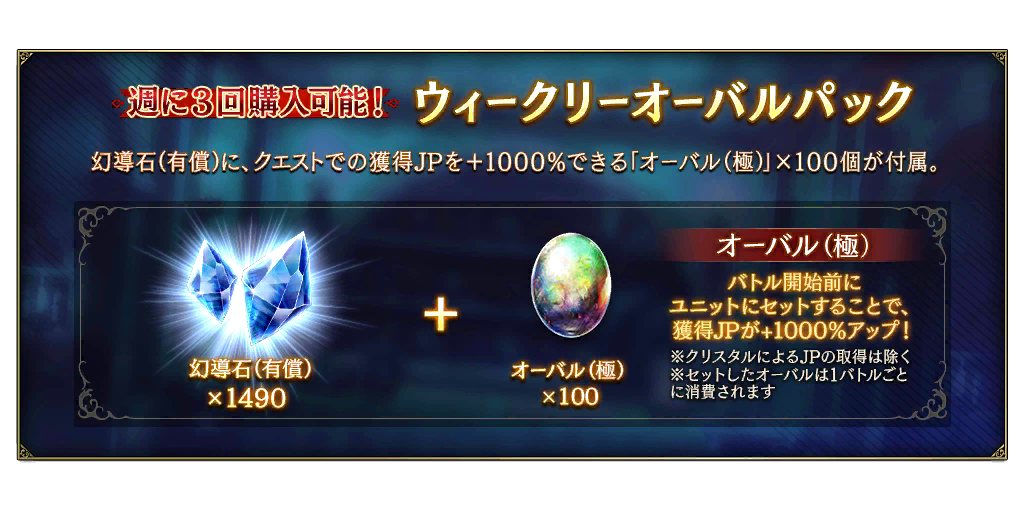 週に3回購入可能！ ウィークリーオーバルパック
幻導石(有償)に、クエストでの獲得JPを＋1000％できる「オーバル（極）」×100個が付属。
オーバル（極）
バトル開始前に
ユニットにセットすることで、
獲得JPが+1000％アップ！
※クリスタルによるJPの取得は除く
※セットしたオーバルは1バトルごと
に消費されます
幻導石(有償)
×1490
+
オーバル（極）
×100